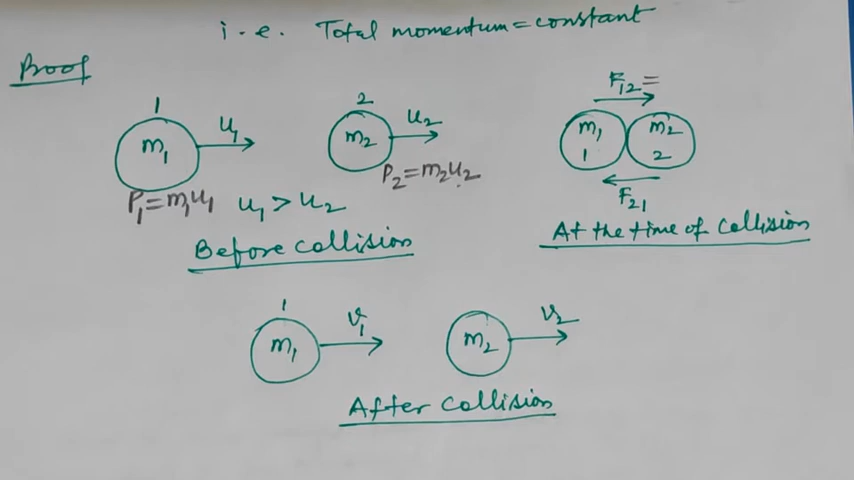 i.e. Total momentum = constant
Proof
1
m₁
u₁
P₁=m₁u₁
2
m₂
u₂
P₂=m₂u₂
u₁ > u₂
Before collision
F₁₂=
m₁
1
m₂
2
F₂₁
At the time of collision
1
m₁
v₁
m₂
v₂
After collision